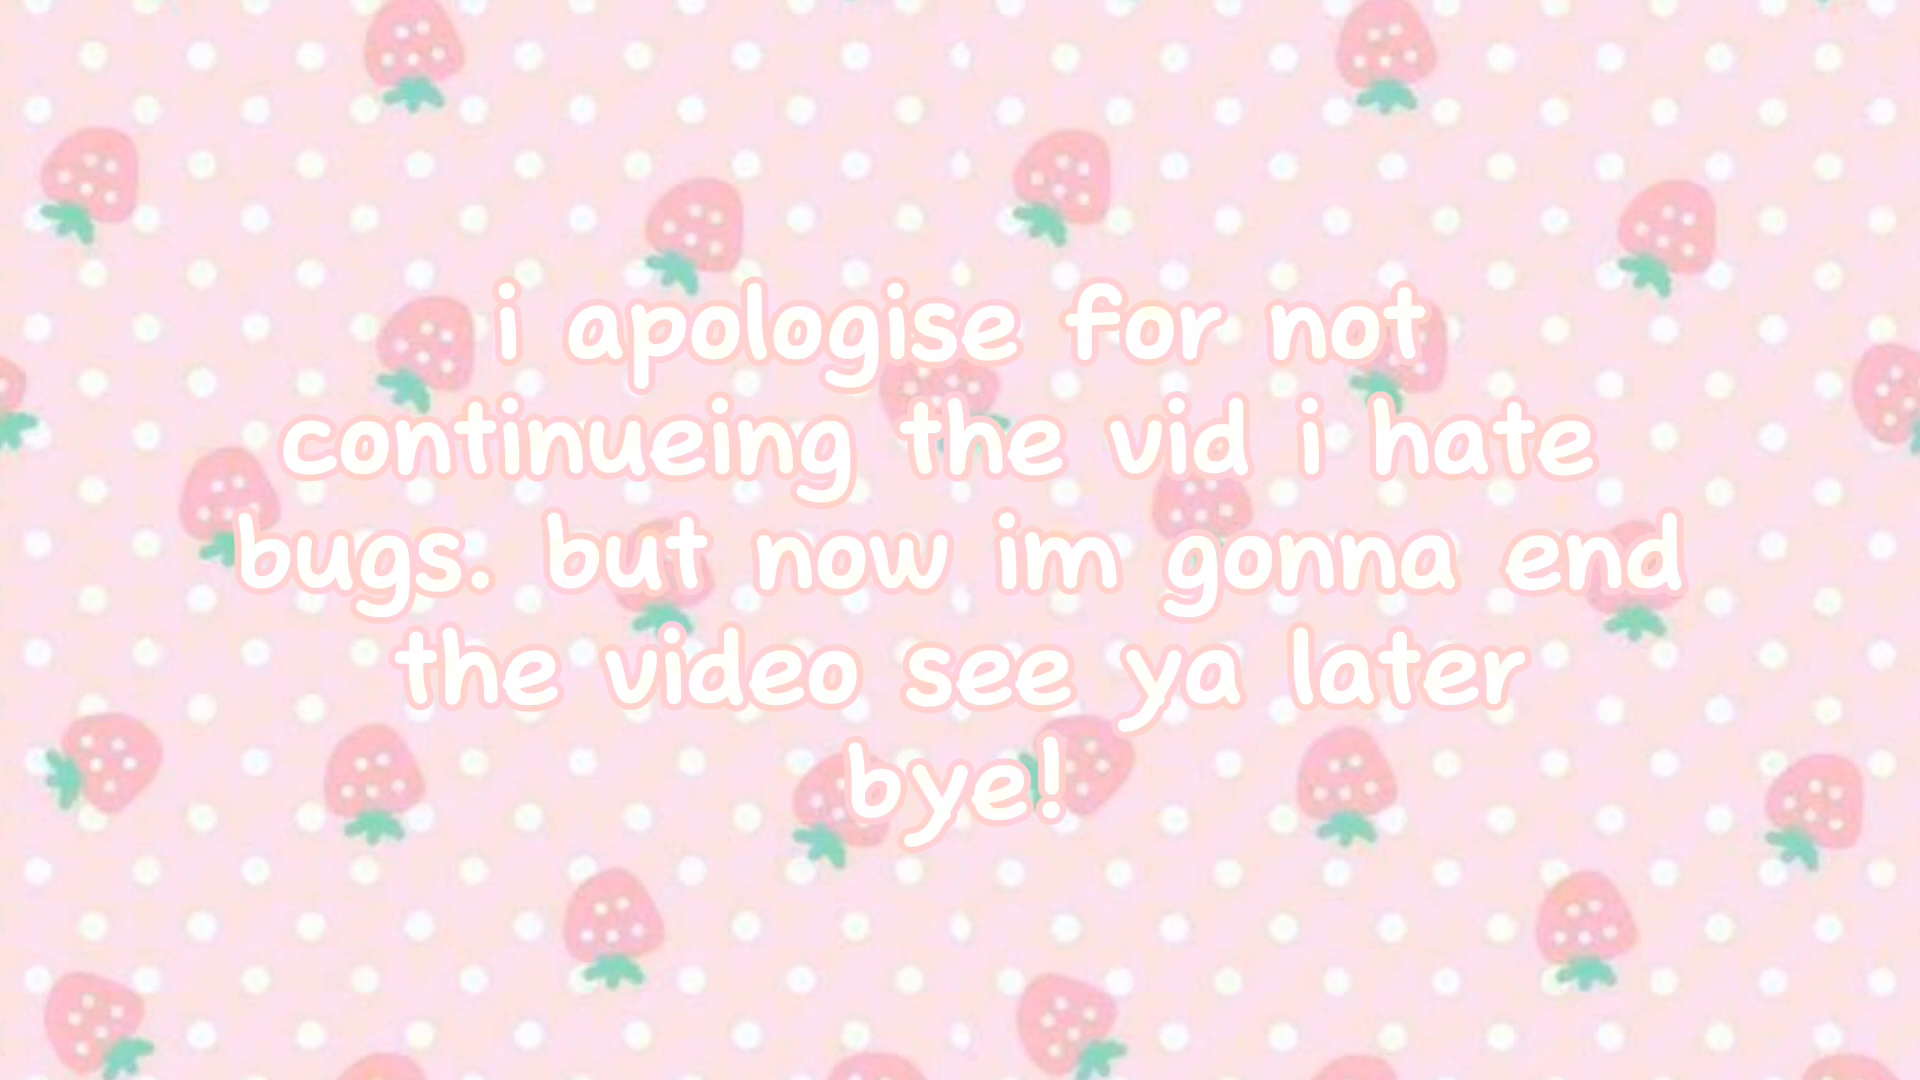 i apologise for not
continueing the vid i hate
bugs. but now im gonna end
the video see ya later
bye!